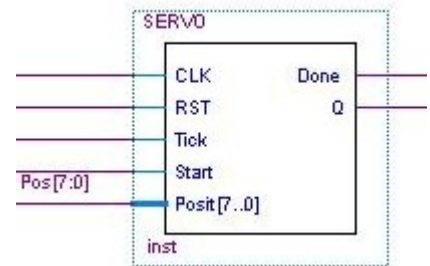 SERVO
CLK Done
RST Q
Tick
Start
Pos[7:0]
Posit[7..0]
inst